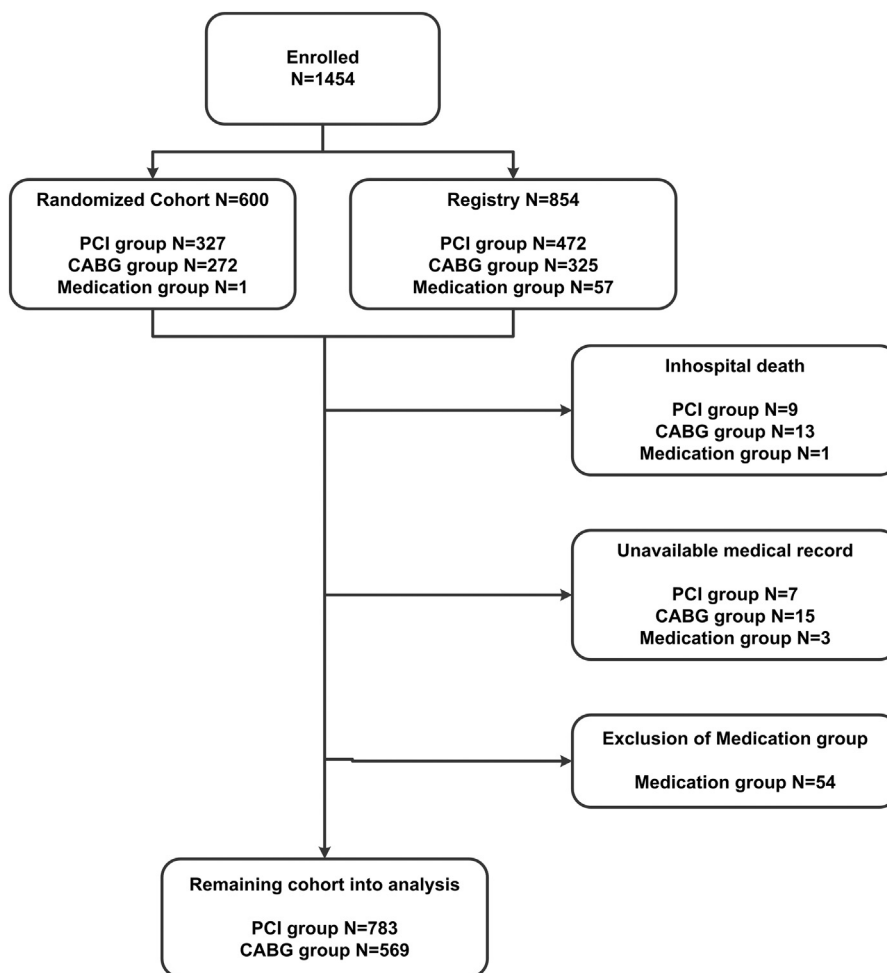 Enrolled
N=1454
Randomized Cohort N=600
PCI group N=327
CABG group N=272
Medication group N=1
Registry N=854
PCI group N=472
CABG group N=325
Medication group N=57
Inhospital death
PCI group N=9
CABG group N=13
Medication group N=1
Unavailable medical record
PCI group N=7
CABG group N=15
Medication group N=3
Exclusion of Medication group
Medication group N=54
Remaining cohort into analysis
PCI group N=783
CABG group N=569